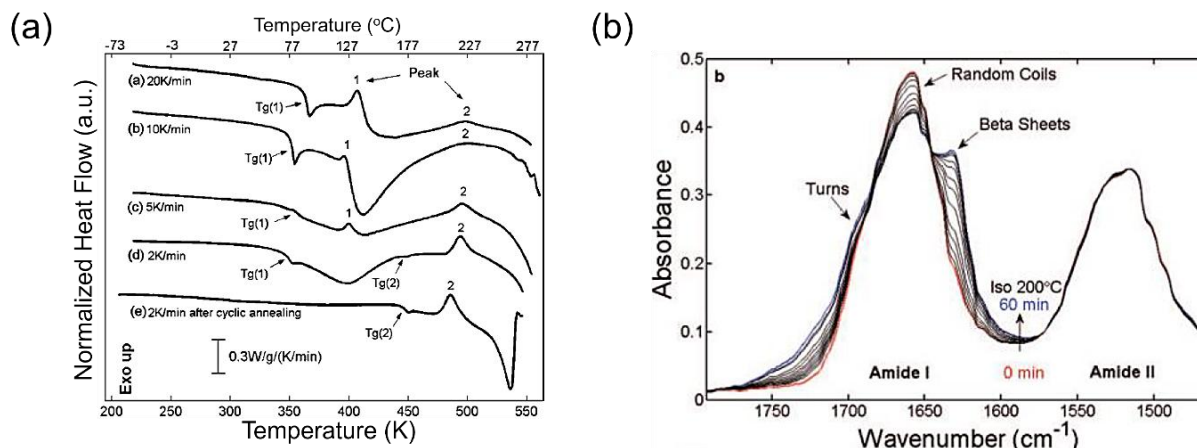 (a)
Temperature (°C)
-73 -23 27 77 127 177 227 277
(a) 20K/min
1
Peak
2
Tg(1)
(b) 10K/min
1
2
Tg(1)
(c) 5K/min
Tg(1)
1
2
(d) 2K/min
Tg(1)
Tg(2)
2
(e) 2K/min after cyclic annealing
Tg(2)
2
0.3W/g/(K/min)
Exo up
Normalized Heat Flow (a.u.)
200 250 300 350 400 450 500 550
Temperature (K)
(b)
b
0.5
0.4
0.3
0.2
0.1
0
Absorbance
Random Coils
Beta Sheets
Turns
Iso 200°C
60 min
0 min
Amide I
Amide II
1750 1700 1650 1600 1550 1500
Wavenumber (cm⁻¹)